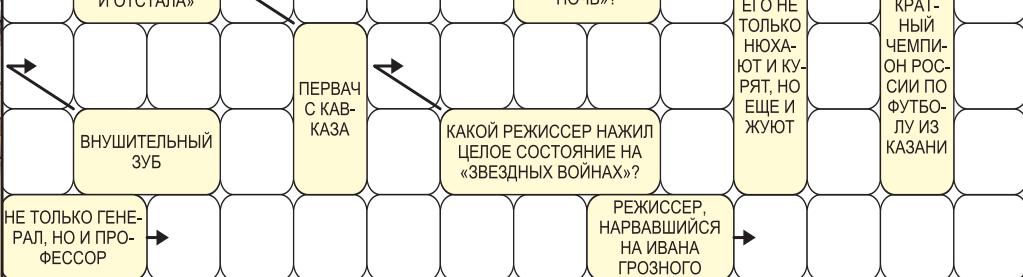 И ОТСТАЛА»
НОЧЬ»?
ЕГО НЕ
ТОЛЬКО
НЮХА-
ЮТ И КУ-
РЯТ, НО
ЕЩЕ И
ЖУЮТ
КРАТ-
НЫЙ
ЧЕМПИ-
ОН РОС-
СИИ ПО
ФУТБО-
ЛУ ИЗ
КАЗАНИ
ПЕРВАЧ
С КАВ-
КАЗА
ВНУШИТЕЛЬНЫЙ
ЗУБ
КАКОЙ РЕЖИССЕР НАЖИЛ
ЦЕЛОЕ СОСТОЯНИЕ НА
«ЗВЕЗДНЫХ ВОЙНАХ»?
НЕ ТОЛЬКО ГЕНЕ-
РАЛ, НО И ПРО-
ФЕССОР
РЕЖИССЕР,
НАРВАВШИЙСЯ
НА ИВАНА
ГРОЗНОГО